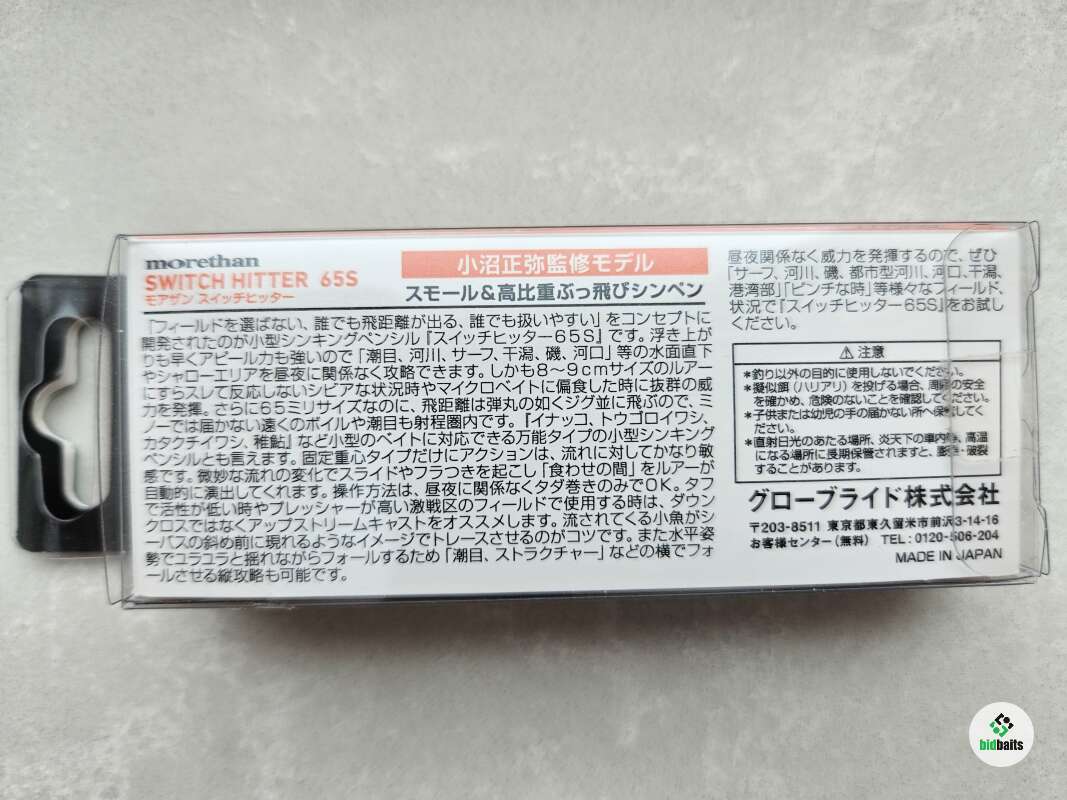 morethan
SWITCH HITTER 65S
モアザン スイッチヒッター
小沼正弥監修モデル
スモール&高比重ぶっ飛びシンペン
「フィールドを選ばない、誰でも飛距離が出る、誰でも扱いやすい」をコンセプトに
開発されたのが小型シンキングペンシル『スイッチヒッター65S』です。浮き上が
りも早くアピール力も強いので「潮目、河川、サーフ、干潟、磯、河口」等の水面直下
やシャローエリアを昼夜に関係なく攻略できます。しかも8〜9cmサイズのルアー
にすらスレて反応しないシビアな状況時やマイクロベイトに偏食した時に抜群の威
力を発揮。さらに65ミリサイズなのに、飛距離は弾丸の如くジグ並に飛ぶので、ミ
ノーでは届かない遠くのボイルや潮目も射程圏内です。『イナッコ、トウゴロイワシ、
カタクチイワシ、稚鮎』など小型のベイトに対応できる万能タイプの小型シンキング
ペンシルとも言えます。固定重心タイプだけにアクションは、流れに対してかなり敏
感です。微妙な流れの変化でスライドやフラつきを起こし「食わせの間」をルアーが
自動的に演出してくれます。操作方法は、昼夜に関係なくタダ巻きのみでOK。タフ
で活性が低い時やプレッシャーが高い激戦区のフィールドで使用する時は、ダウン
クロスではなくアップストリームキャストをオススメします。流されてくる小魚がシ
ーバスの斜め前に現れるようなイメージでトレースさせるのがコツです。また水平姿
勢でユラユラと揺れながらフォールするため「潮目、ストラクチャー」などの横でフォ
ールさせる縦攻略も可能です。
昼夜関係なく威力を発揮するので、ぜひ
「サーフ、河川、磯、都市型河川、河口、干潟、
港湾部」「ピンチな時」等様々なフィールド、
状況で『スイッチヒッター65S』をお試し
ください。
⚠注意
*釣り以外の目的に使用しないでください。
*擬似餌(ハリアリ)を投げる場合、周囲の安全
を確かめ、危険のないことを確認してください。
*子供または幼児の手の届かない所へ保管してく
ださい。
*直射日光のあたる場所、炎天下の車内等、高温
になる場所に長期保管されますと、変形・破裂
することがあります。
グローブライド株式会社
〒203-8511 東京都東久留米市前沢3-14-16
お客様センター(無料) TEL:0120-506-204
MADE IN JAPAN
bidbaits